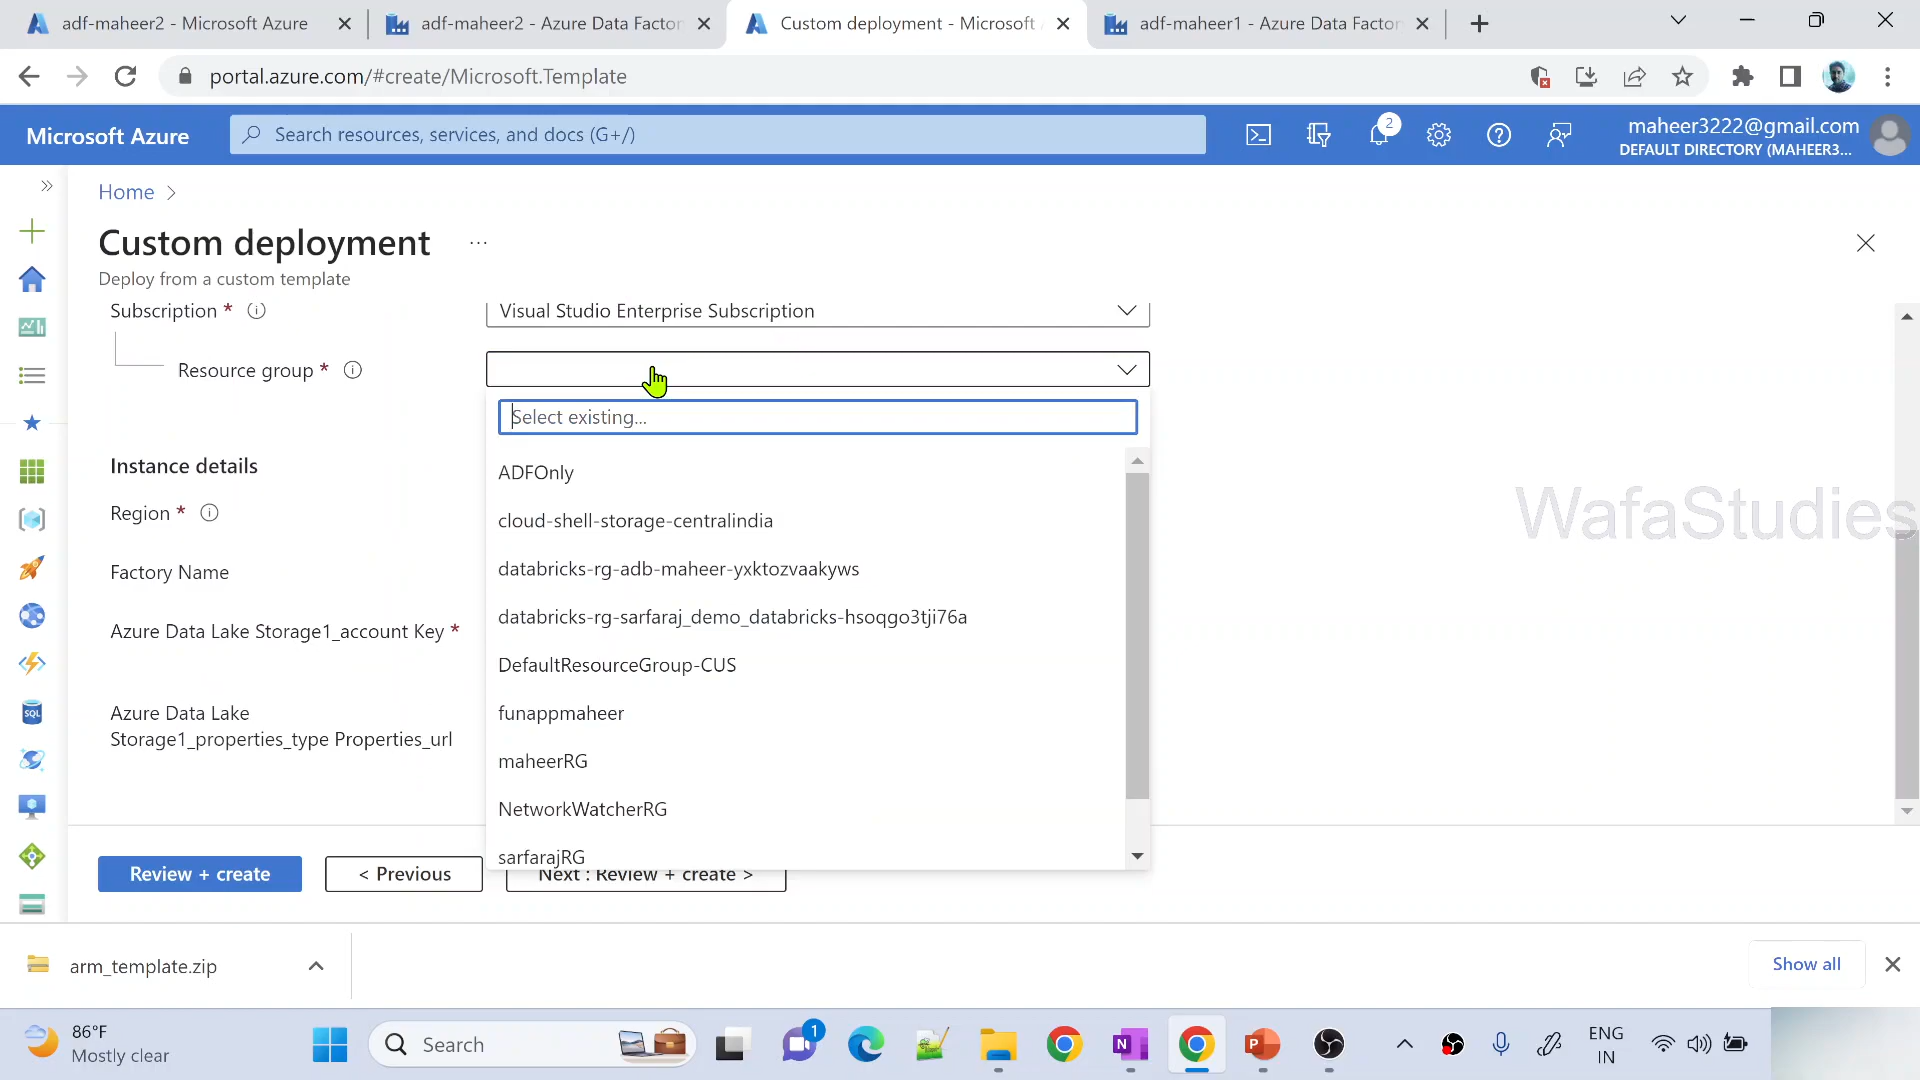 adf-maheer2 - Microsoft Azure
adf-maheer2 - Azure Data Factor
Custom deployment - Microsoft
adf-maheer1 - Azure Data Factor
portal.azure.com/#create/Microsoft.Template
Microsoft Azure
Search resources, services, and docs (G+/)
2
maheer3222@gmail.com
DEFAULT DIRECTORY (MAHEER3...
Home >
Custom deployment ...
Deploy from a custom template
Subscription *
Visual Studio Enterprise Subscription
Resource group *
Select existing...
ADFOnly
cloud-shell-storage-centralindia
databricks-rg-adb-maheer-yxktozvaakyws
databricks-rg-sarfaraj_demo_databricks-hsoqgo3tji76a
DefaultResourceGroup-CUS
funappmaheer
maheerRG
NetworkWatcherRG
sarfarajRG
Instance details
Region *
Factory Name
Azure Data Lake Storage1_account Key *
Azure Data Lake
Storage1_properties_type Properties_url
WafaStudies
Review + create
< Previous
Next : Review + create >
arm_template.zip
Show all
86°F
Mostly clear
Search
1
ENG
IN